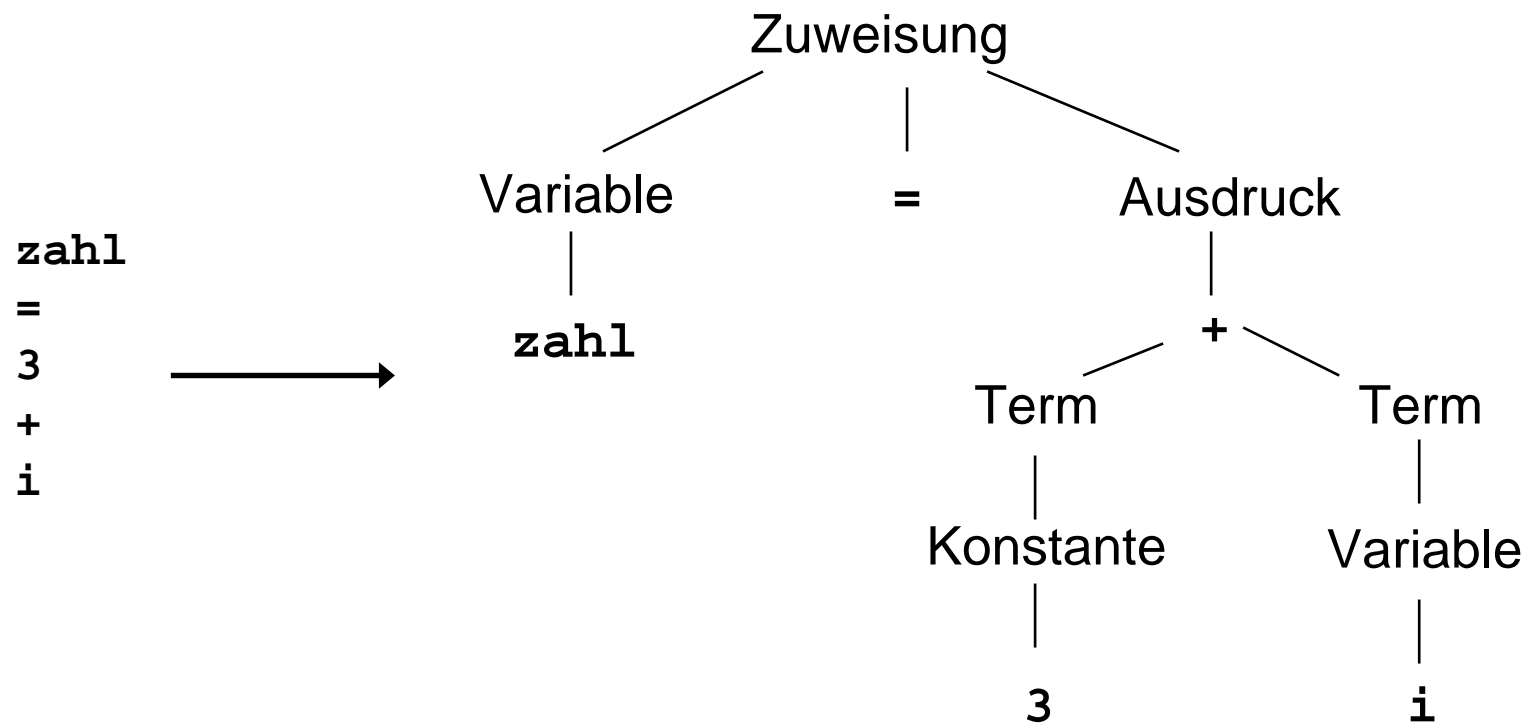 zahl
=
3
+
i
Zuweisung
Variable = Ausdruck
zahl
+
Term Term
Konstante Variable
3 i